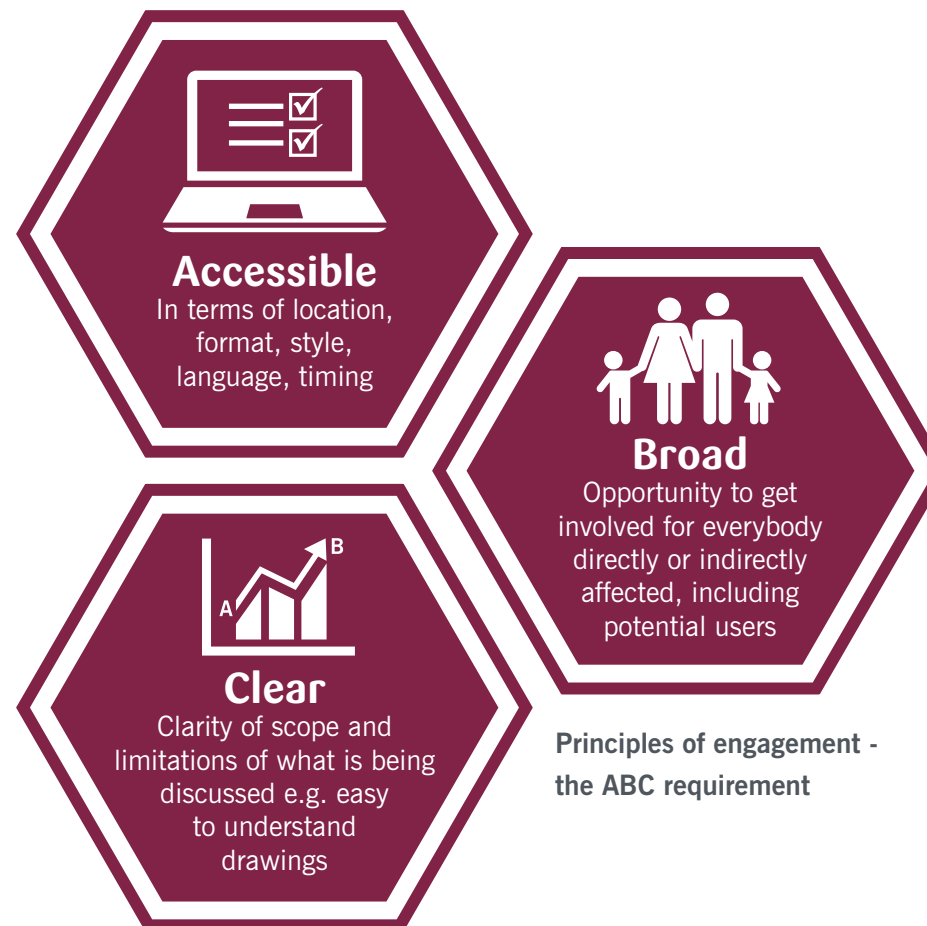 Accessible
In terms of location,
format, style,
language, timing
Broad
Opportunity to get
involved for everybody
directly or indirectly
affected, including
potential users
A
B
Clear
Clarity of scope and
limitations of what is being
discussed e.g. easy
to understand
drawings
Principles of engagement -
the ABC requirement